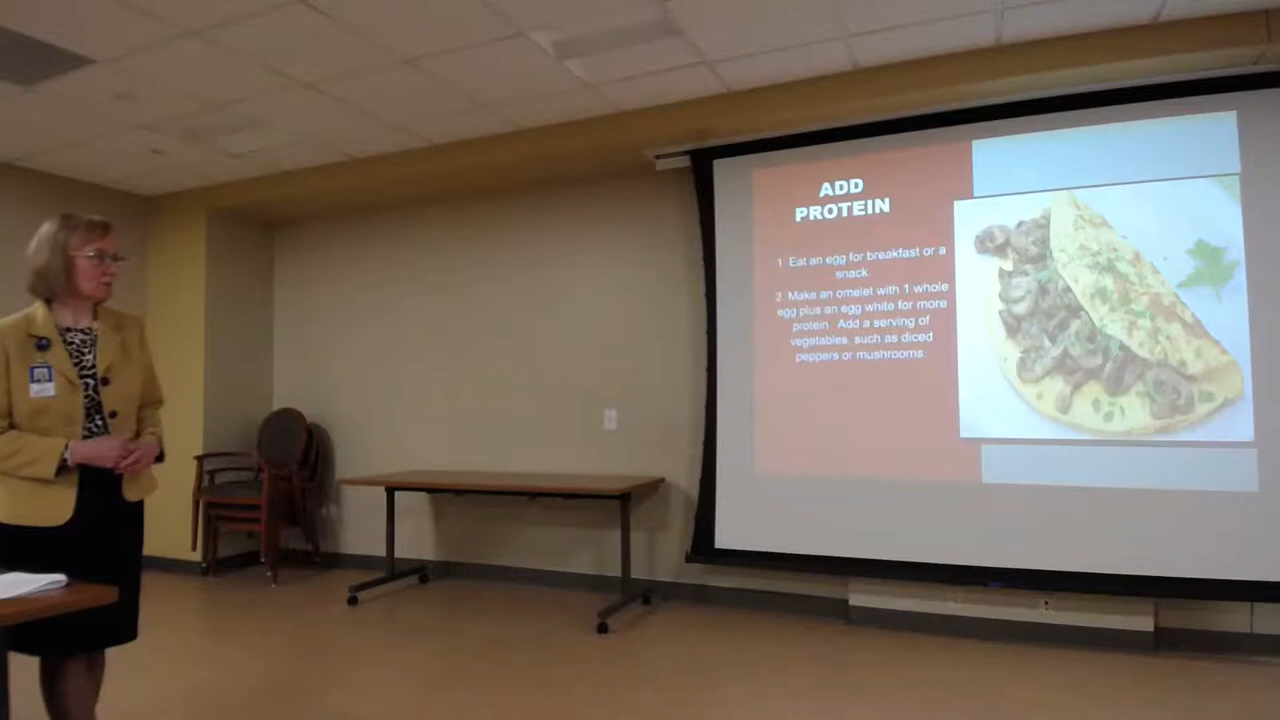 ADD
PROTEIN
1. Eat an egg for breakfast or a
snack.
2. Make an omelet with 1 whole
egg plus an egg white for more
protein. Add a serving of
vegetables, such as diced
peppers or mushrooms.